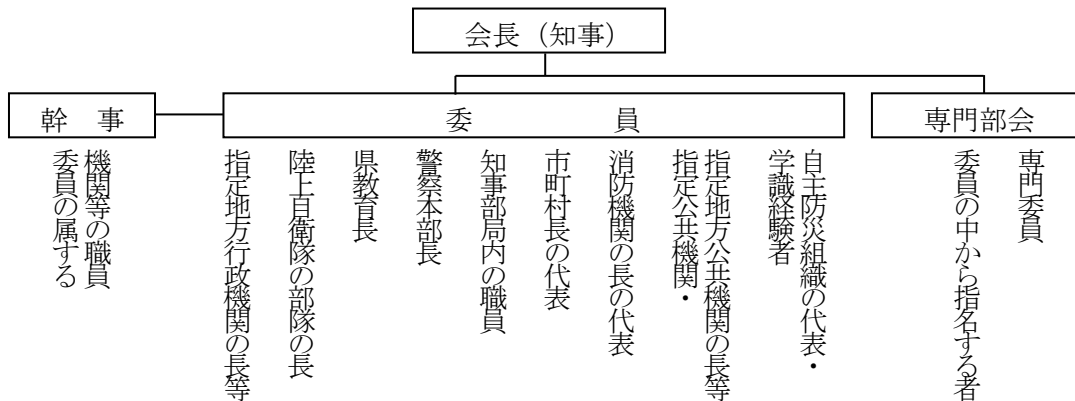 会長（知事）
幹　事
委　　　員
専門部会
委員の属する
機関等の職員
指定地方行政機関の長等
陸上自衛隊の部隊の長
県教育長
警察本部長
知事部局内の職員
市町村長の代表
消防機関の長の代表
指定公共機関・
指定地方公共機関の長等
自主防災組織の代表・
学識経験者
委員の中から指名する者
専門委員